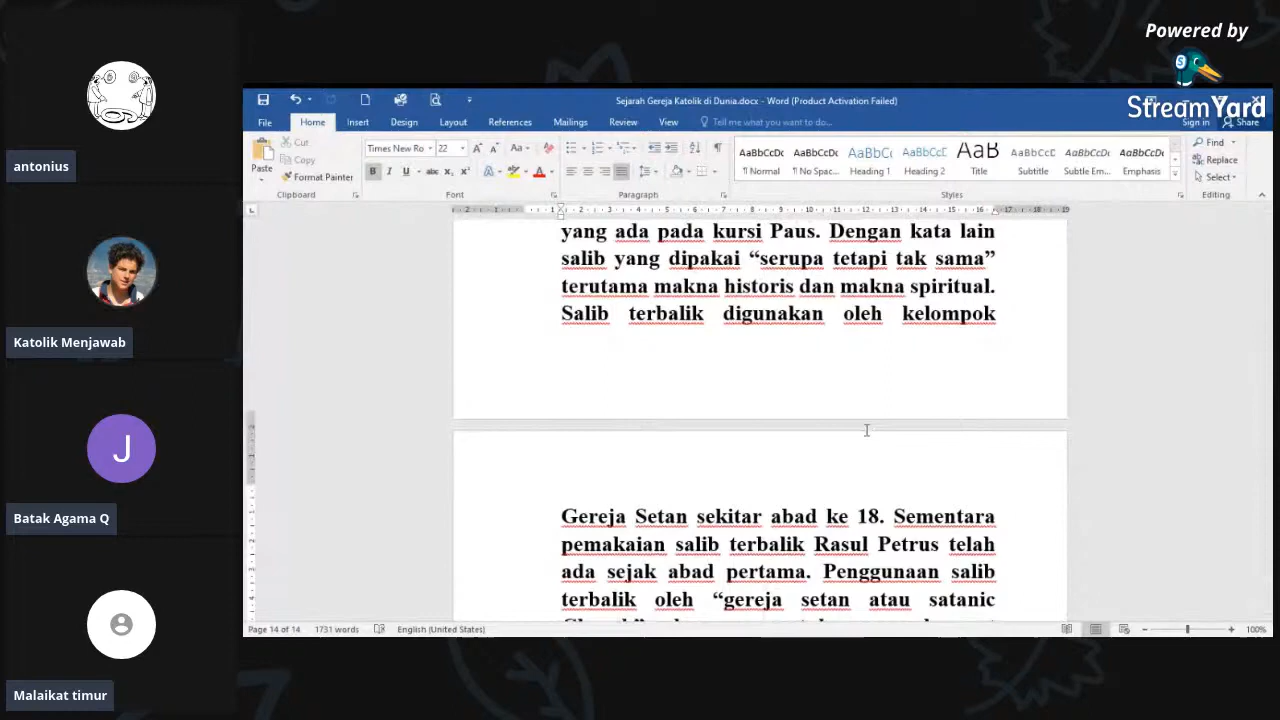 Powered by
StreamYard
antonius
Katolik Menjawab
J
Batak Agama Q
Malaikat timur
Sejarah Gereja Katolik di Dunia.docx - Word (Product Activation Failed)
File Home Insert Design Layout References Mailings Review View Tell me what you want to do...
Sign in Share
Paste
Cut
Copy
Format Painter
Clipboard
Times New Ro 22
Font
Paragraph
AaBbCcDc AaBbCcDc AaBbCc AaBbCcD AaB AaBbCcD AaBbCcDc AaBbCcDc
¶ Normal ¶ No Spac... Heading 1 Heading 2 Title Subtitle Subtle Em... Emphasis
Styles
Find
Replace
Select
Editing
yang ada pada kursi Paus. Dengan kata lain
salib yang dipakai “serupa tetapi tak sama”
terutama makna historis dan makna spiritual.
Salib terbalik digunakan oleh kelompok
Gereja Setan sekitar abad ke 18. Sementara
pemakaian salib terbalik Rasul Petrus telah
ada sejak abad pertama. Penggunaan salib
terbalik oleh “gereja setan atau satanic
Page 14 of 14 1731 words English (United States) 100%